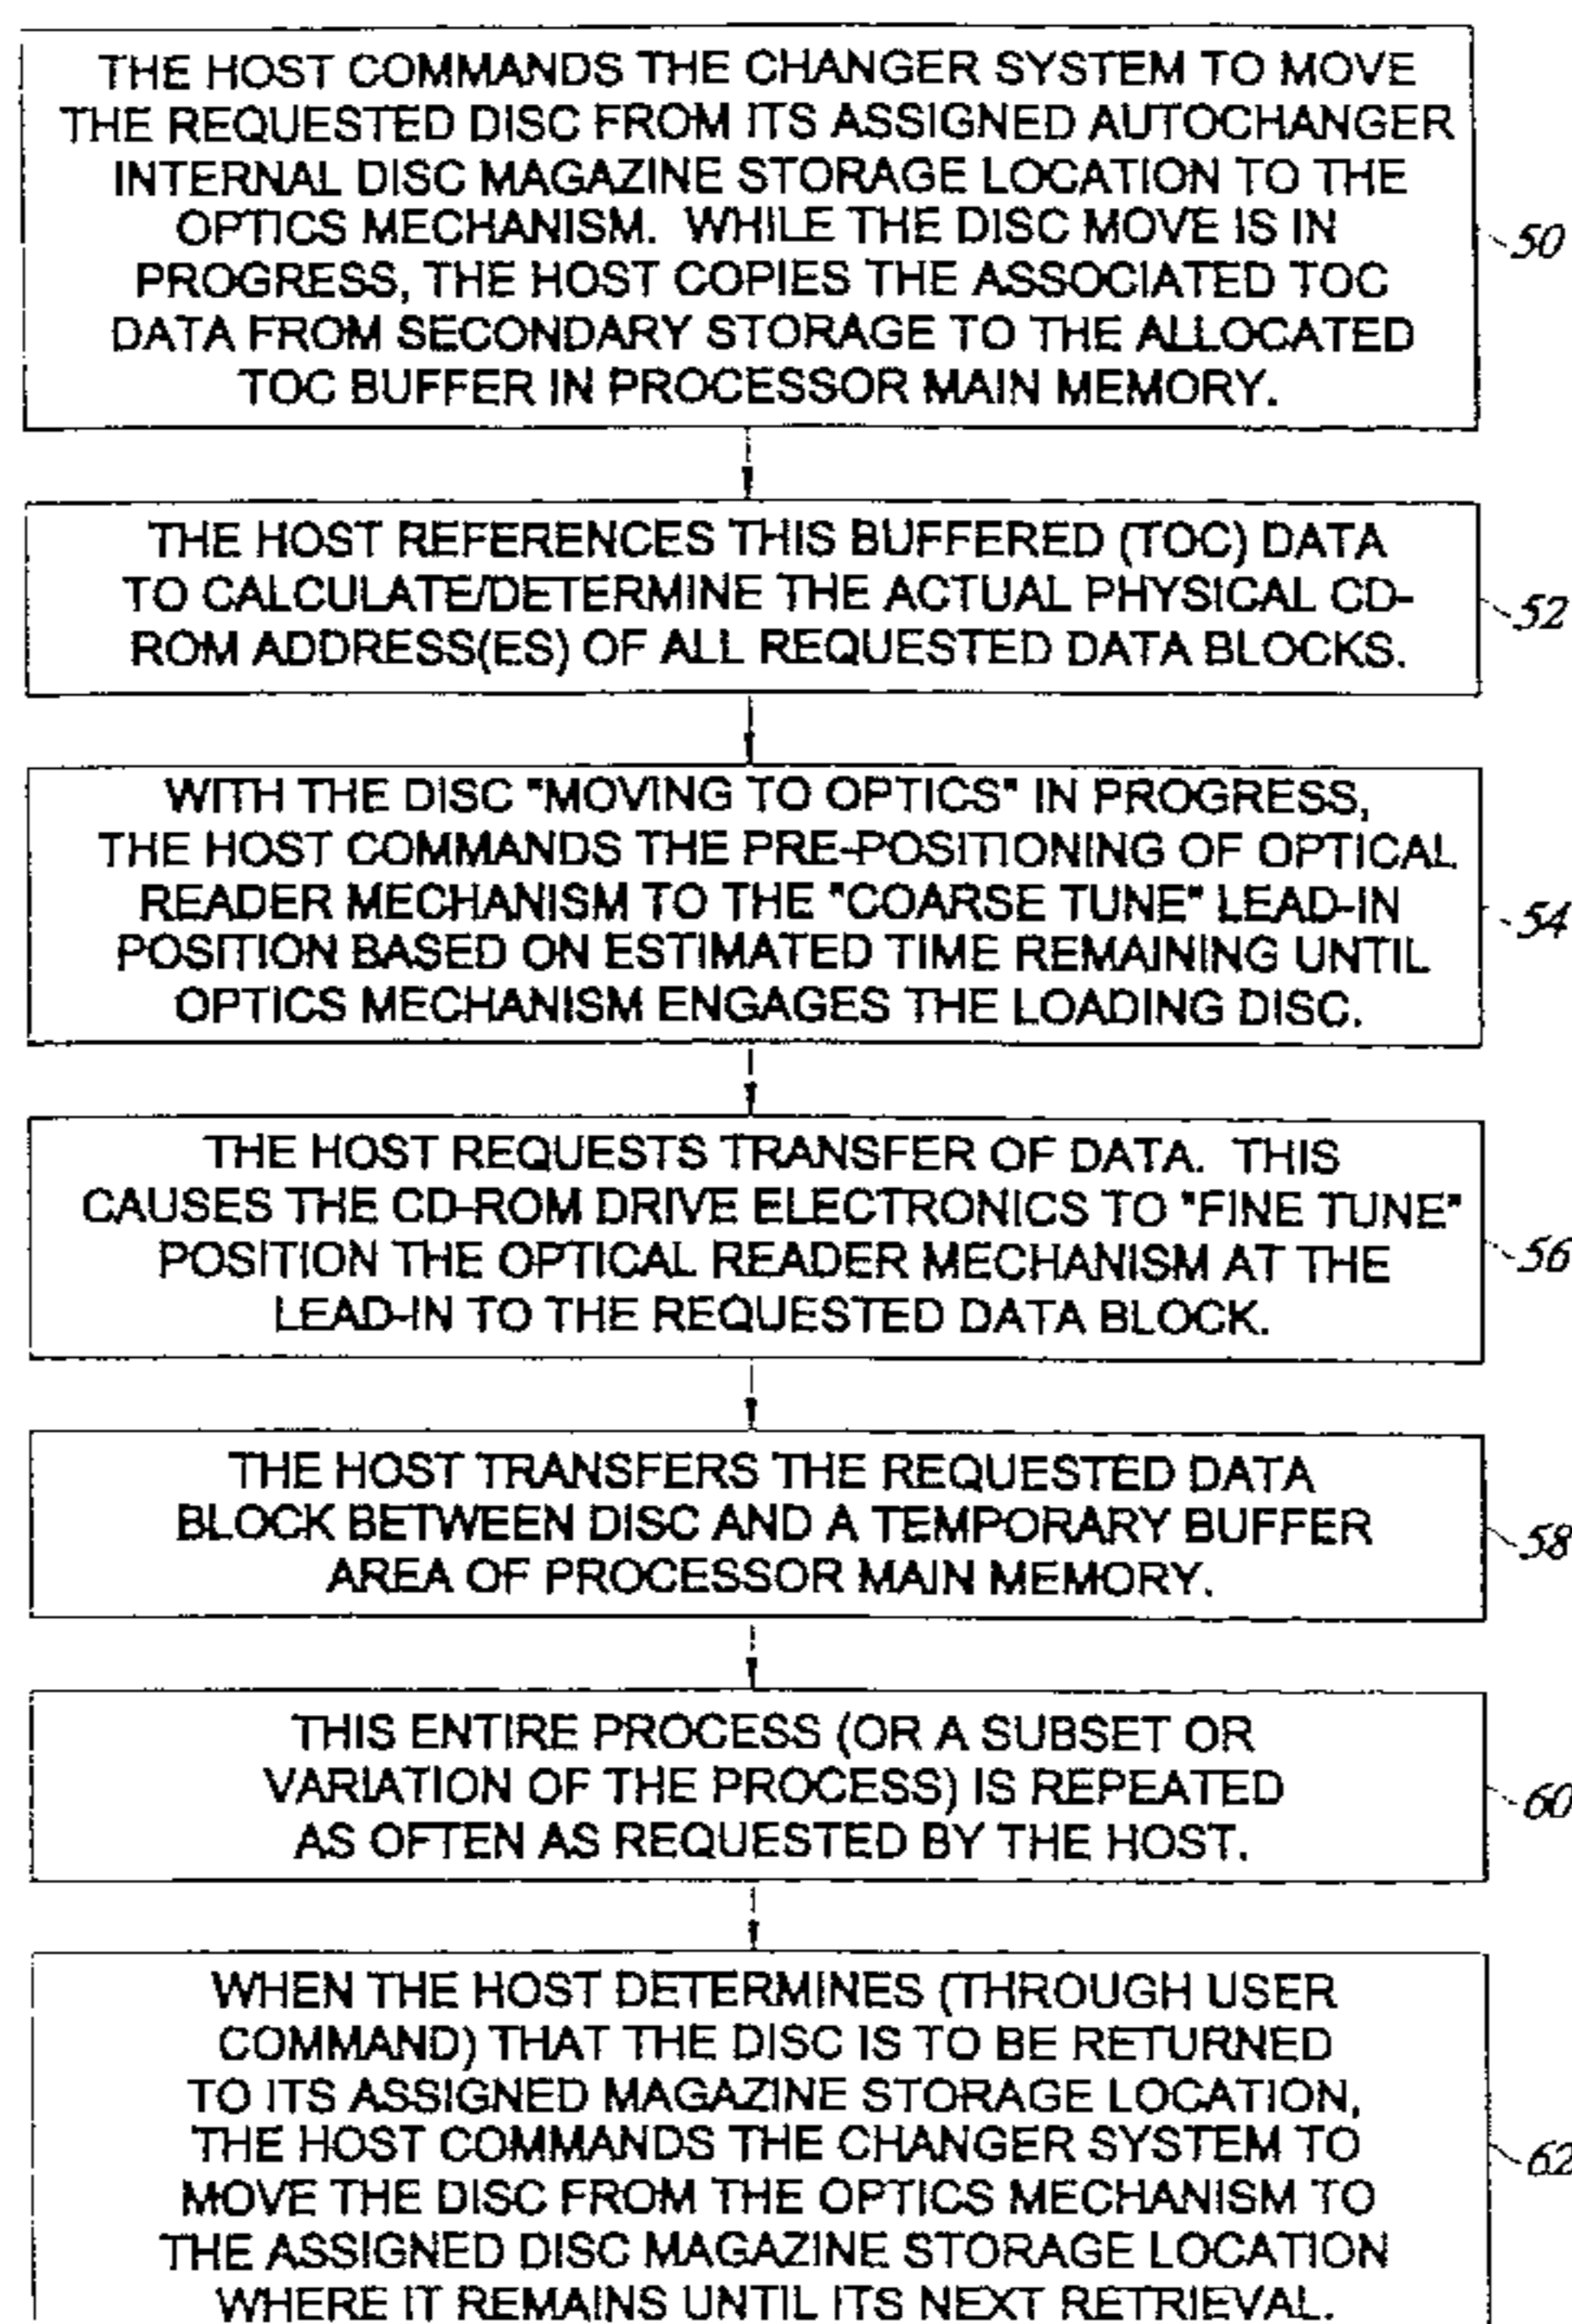 THE HOST COMMANDS THE CHANGER SYSTEM TO MOVE
THE REQUESTED DISC FROM ITS ASSIGNED AUTOCHANGER
INTERNAL DISC MAGAZINE STORAGE LOCATION TO THE
OPTICS MECHANISM. WHILE THE DISC MOVE IS IN
PROGRESS, THE HOST COPIES THE ASSOCIATED TOC
DATA FROM SECONDARY STORAGE TO THE ALLOCATED
TOC BUFFER IN PROCESSOR MAIN MEMORY.
50
THE HOST REFERENCES THIS BUFFERED (TOC) DATA
TO CALCULATE/DETERMINE THE ACTUAL PHYSICAL CD-
ROM ADDRESS(ES) OF ALL REQUESTED DATA BLOCKS.
52
WITH THE DISC "MOVING TO OPTICS" IN PROGRESS,
THE HOST COMMANDS THE PRE-POSITIONING OF OPTICAL
READER MECHANISM TO THE "COARSE TUNE" LEAD-IN
POSITION BASED ON ESTIMATED TIME REMAINING UNTIL
OPTICS MECHANISM ENGAGES THE LOADING DISC.
54
THE HOST REQUESTS TRANSFER OF DATA. THIS
CAUSES THE CD-ROM DRIVE ELECTRONICS TO "FINE TUNE"
POSITION THE OPTICAL READER MECHANISM AT THE
LEAD-IN TO THE REQUESTED DATA BLOCK.
56
THE HOST TRANSFERS THE REQUESTED DATA
BLOCK BETWEEN DISC AND A TEMPORARY BUFFER
AREA OF PROCESSOR MAIN MEMORY.
58
THIS ENTIRE PROCESS (OR A SUBSET OR
VARIATION OF THE PROCESS) IS REPEATED
AS OFTEN AS REQUESTED BY THE HOST.
60
WHEN THE HOST DETERMINES (THROUGH USER
COMMAND) THAT THE DISC IS TO BE RETURNED
TO ITS ASSIGNED MAGAZINE STORAGE LOCATION,
THE HOST COMMANDS THE CHANGER SYSTEM TO
MOVE THE DISC FROM THE OPTICS MECHANISM TO
THE ASSIGNED DISC MAGAZINE STORAGE LOCATION
WHERE IT REMAINS UNTIL ITS NEXT RETRIEVAL.
62